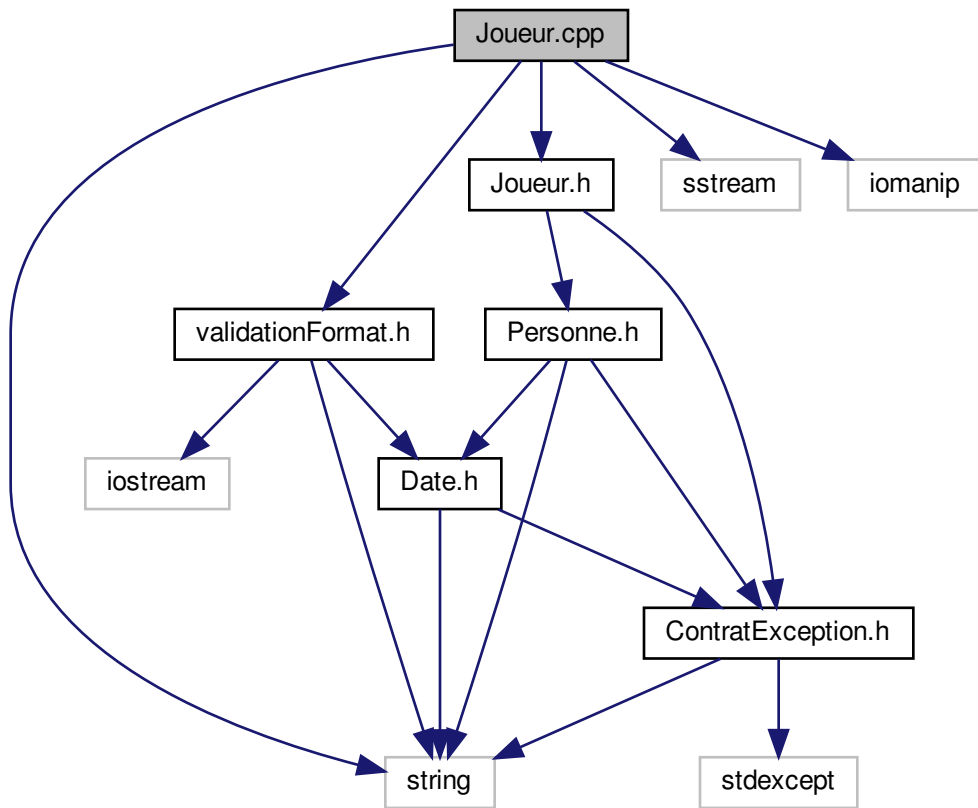 Joueur.cpp
Joueur.h
sstream
iomanip
validationFormat.h
Personne.h
iostream
Date.h
ContratException.h
string
stdexcept